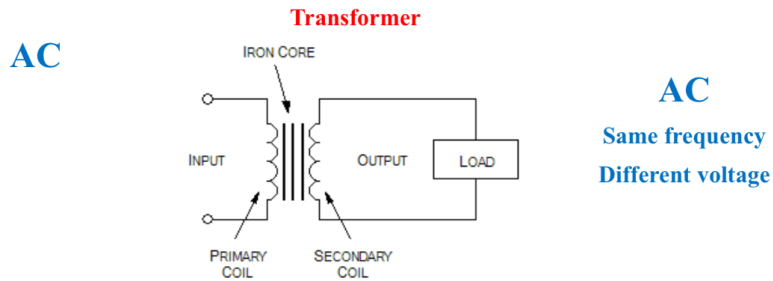 Transformer
AC
IRON CORE
AC
Same frequency
Different voltage
INPUT
OUTPUT
LOAD
PRIMARY
COIL
SECONDARY
COIL